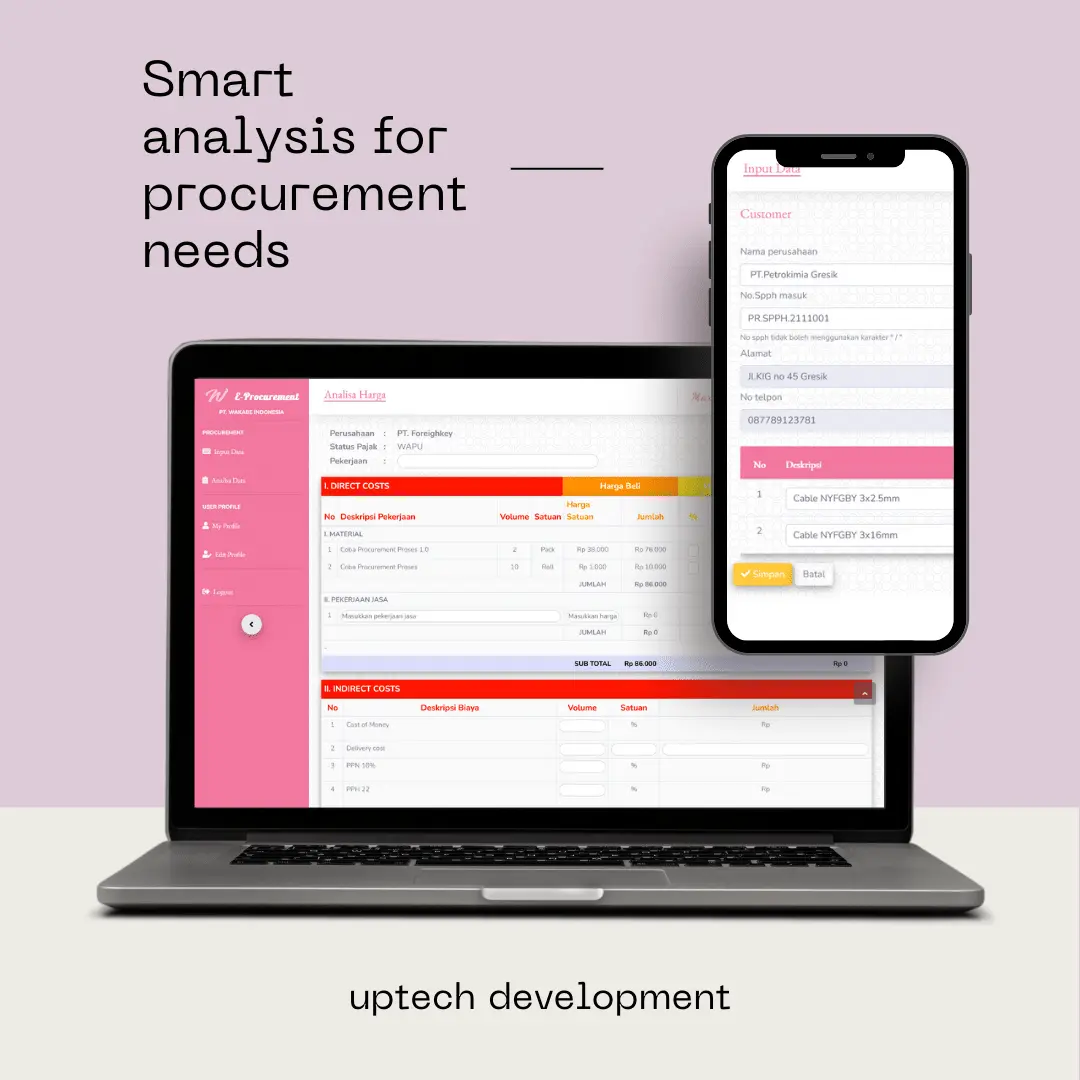 Smart
analysis for
procurement
needs
E-Procurement
PT. WAKARE INDONESIA
PROCUREMENT
Input Data
Analisa Data
USER PROFILE
My Profile
Edit Profile
Logout
Analisa Harga
Perusahaan : PT. Foreighkey
Status Pajak : WAPU
Pekerjaan :
I. DIRECT COSTS Harga Beli
No Deskripsi Pekerjaan Volume Satuan Harga Satuan Jumlah %
I. MATERIAL
1 Coba Procurement Proses 1.0 2 Pack Rp 38.000 Rp 76.000
2 Coba Procurement Proses 10 Roll Rp 1.000 Rp 10.000
JUMLAH Rp 86.000
II. PEKERJAAN JASA
1 Masukkan pekerjaan jasa Masukkan harga Rp 0
JUMLAH Rp 0
SUB TOTAL Rp 86.000 Rp 0
II. INDIRECT COSTS
No Deskripsi Biaya Volume Satuan Jumlah
1 Cost of Money % Rp
2 Delivery cost
3 PPN 10% % Rp
4 PPH 22 % Rp
Input Data
Customer
Nama perusahaan
PT.Petrokimia Gresik
No.Spph masuk
PR.SPPH.2111001
No spph tidak boleh menggunakan karakter " / "
Alamat
Jl.KIG no 45 Gresik
No telpon
087789123781
No Deskripsi
1 Cable NYFGBY 3x2.5mm
2 Cable NYFGBY 3x16mm
Simpan Batal
uptech development